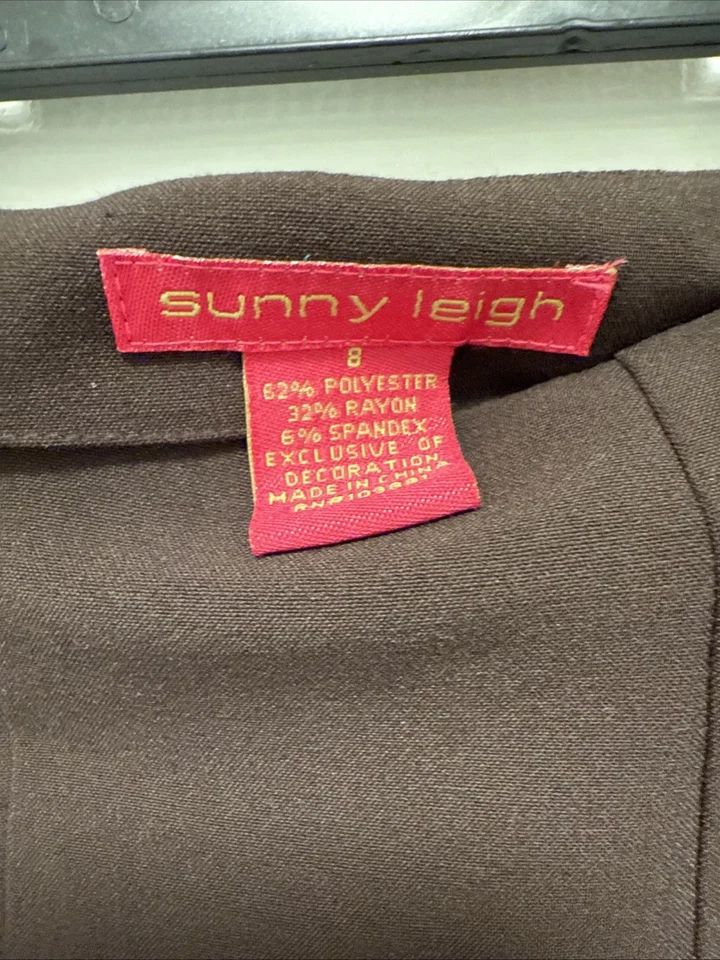 sunny leigh
8
62% POLYESTER
32% RAYON
6% SPANDEX
EXCLUSIVE OF
DECORATION
MADE IN CHINA